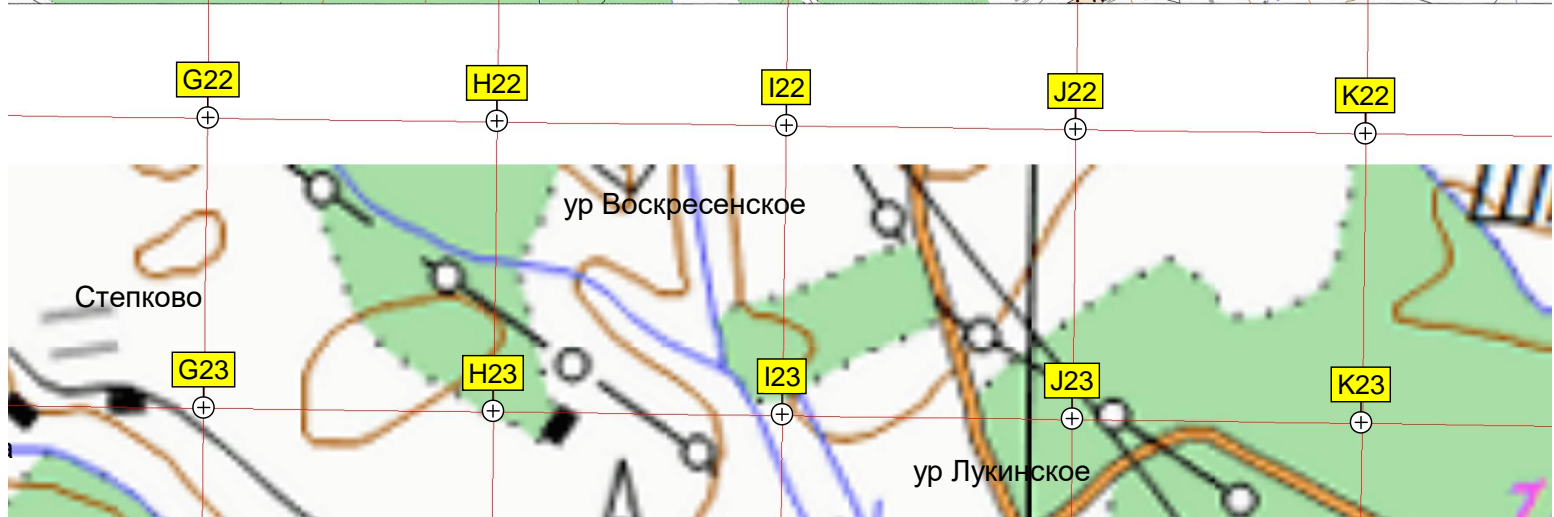 G22
H22
I22
J22
K22
ур Воскресенское
Степково
G23
H23
I23
J23
K23
ур Лукинское